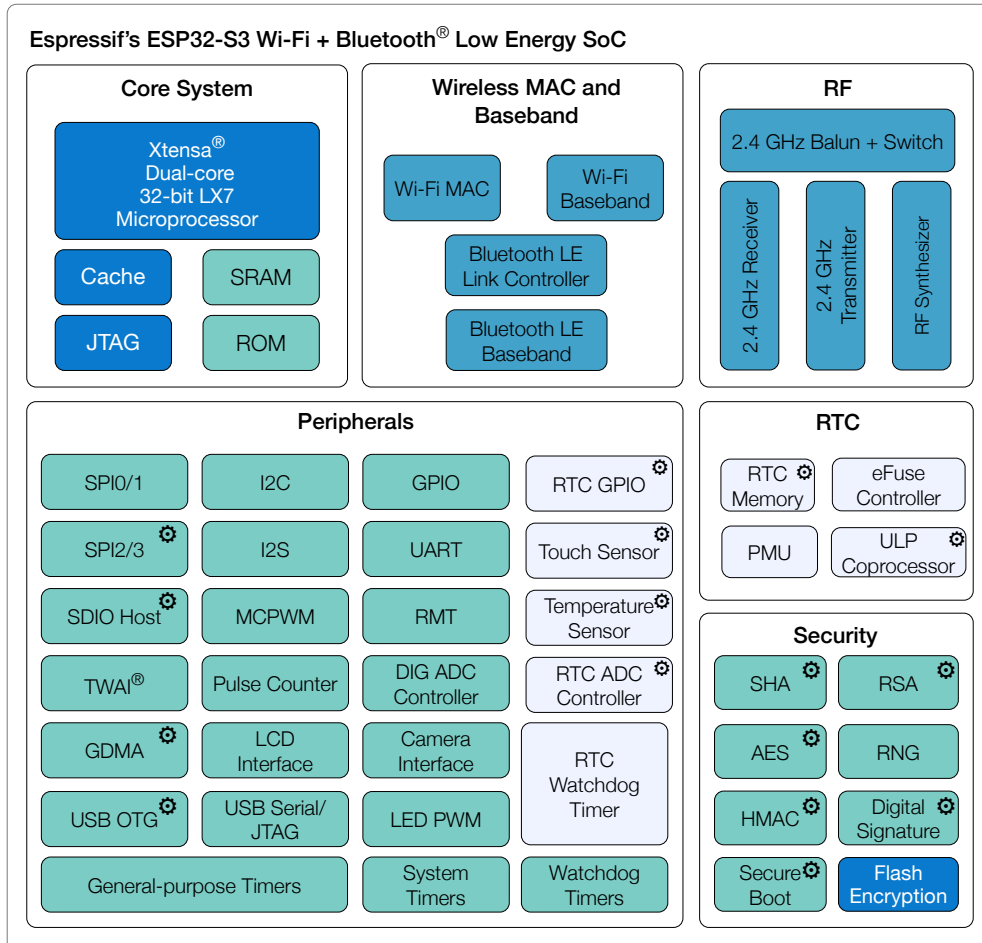 Espressif's ESP32-S3 Wi-Fi + Bluetooth® Low Energy SoC
Core System
Xtensa®
Dual-core
32-bit LX7
Microprocessor
Cache
SRAM
JTAG
ROM
Wireless MAC and
Baseband
Wi-Fi MAC
Wi-Fi
Baseband
Bluetooth LE
Link Controller
Bluetooth LE
Baseband
RF
2.4 GHz Balun + Switch
2.4 GHz Receiver
2.4 GHz
Transmitter
RF Synthesizer
Peripherals
SPI0/1
I2C
GPIO
RTC GPIO
SPI2/3
I2S
UART
Touch Sensor
SDIO Host
MCPWM
RMT
Temperature
Sensor
TWAI®
Pulse Counter
DIG ADC
Controller
RTC ADC
Controller
GDMA
LCD
Interface
Camera
Interface
RTC
Watchdog
Timer
USB OTG
USB Serial/
JTAG
LED PWM
General-purpose Timers
System
Timers
Watchdog
Timers
RTC
RTC
Memory
eFuse
Controller
PMU
ULP
Coprocessor
Security
SHA
RSA
AES
RNG
HMAC
Digital
Signature
Secure
Boot
Flash
Encryption